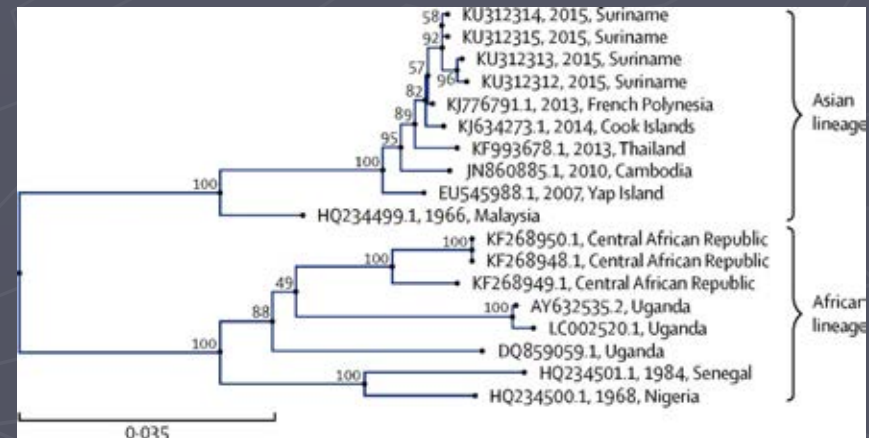 58
KU312314, 2015, Suriname
92
KU312315, 2015, Suriname
57
KU312313, 2015, Suriname
96
KU312312, 2015, Suriname
82
KJ776791.1, 2013, French Polynesia
89
KJ634273.1, 2014, Cook Islands
95
KF993678.1, 2013, Thailand
100
JN860885.1, 2010, Cambodia
100
EU545988.1, 2007, Yap Island
HQ234499.1, 1966, Malaysia
Asian
lineage
100
KF268950.1, Central African Republic
100
KF268948.1, Central African Republic
49
KF268949.1, Central African Republic
88
100
AY632535.2, Uganda
LC002520.1, Uganda
100
DQ859059.1, Uganda
100
HQ234501.1, 1984, Senegal
HQ234500.1, 1968, Nigeria
African
lineage
0·035